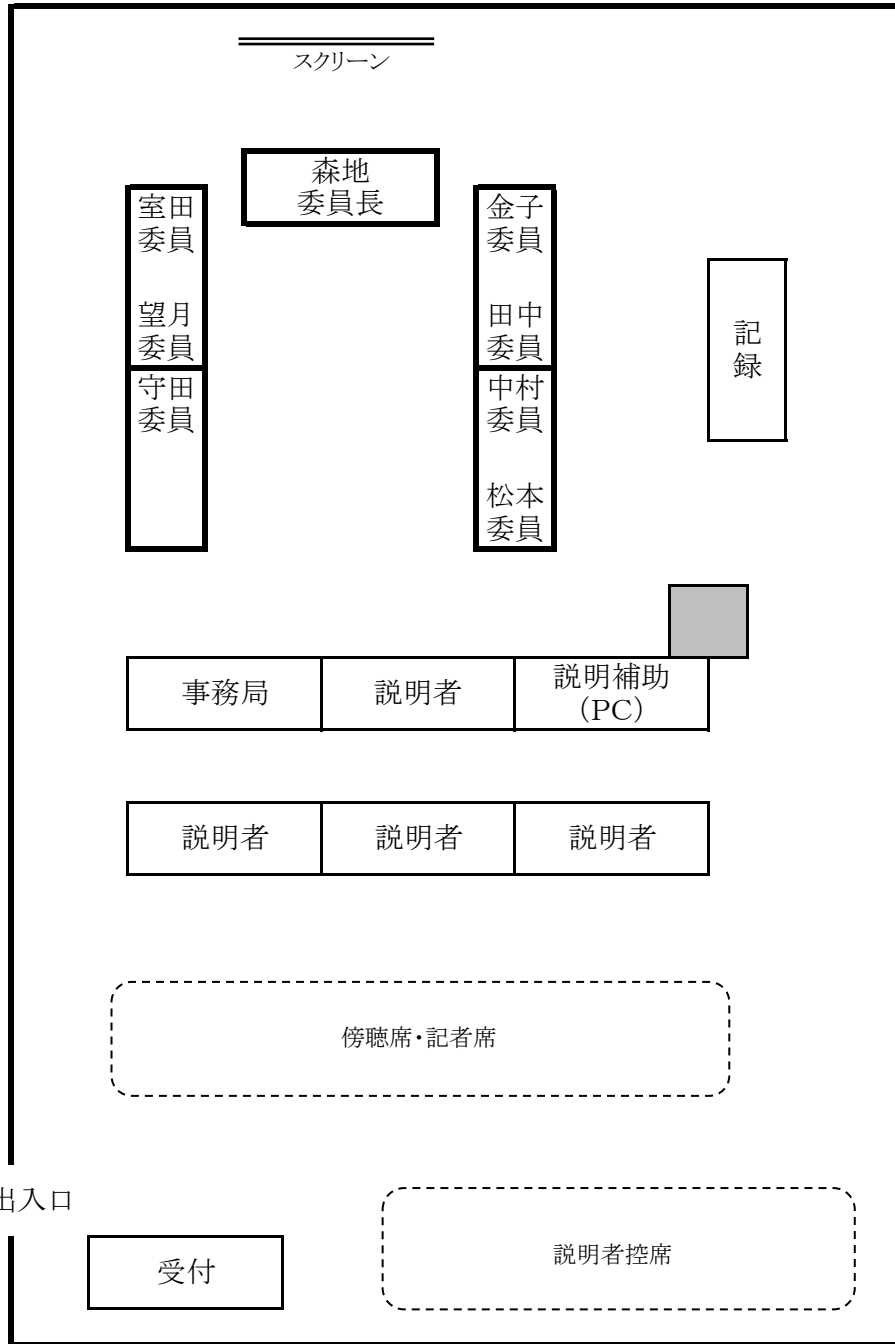 スクリーン
森地
委員長
室田
委員
望月
委員
守田
委員
金子
委員
田中
委員
中村
委員
松本
委員
記
録
事務局
説明者
説明補助
（PC）
説明者
説明者
説明者
傍聴席・記者席
出入口
受付
説明者控席